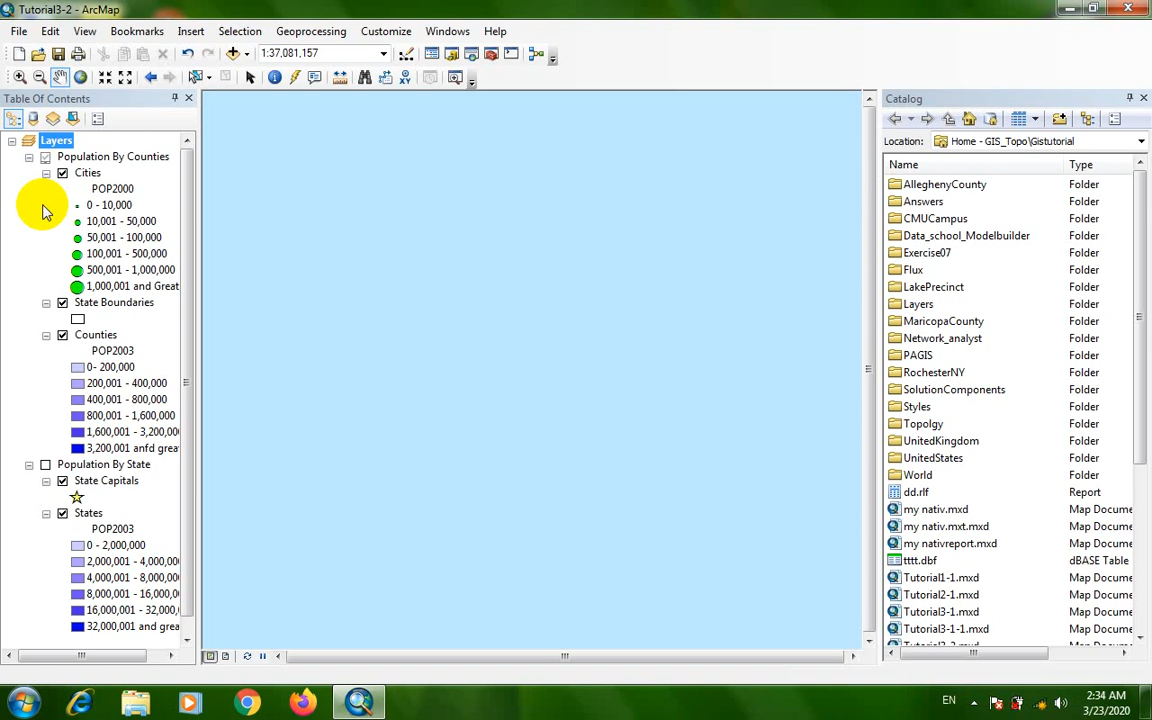 Tutorial3-2 - ArcMap
File Edit View Bookmarks Insert Selection Geoprocessing Customize Windows Help
1:37,081,157
Table Of Contents
Layers
Population By Counties
Cities
POP2000
0 - 10,000
10,001 - 50,000
50,001 - 100,000
100,001 - 500,000
500,001 - 1,000,000
1,000,001 and Great
State Boundaries
Counties
POP2003
0- 200,000
200,001 - 400,000
400,001 - 800,000
800,001 - 1,600,000
1,600,001 - 3,200,00
3,200,001 anfd grea
Population By State
State Capitals
States
POP2003
0 - 2,000,000
2,000,001 - 4,000,00
4,000,001 - 8,000,00
8,000,001 - 16,000,0
16,000,001 - 32,000,
32,000,001 and grea
Catalog
Location: Home - GIS_Topo\Gistutorial
Name Type
AlleghenyCounty Folder
Answers Folder
CMUCampus Folder
Data_school_Modelbuilder Folder
Exercise07 Folder
Flux Folder
LakePrecinct Folder
Layers Folder
MaricopaCounty Folder
Network_analyst Folder
PAGIS Folder
RochesterNY Folder
SolutionComponents Folder
Styles Folder
Topolgy Folder
UnitedKingdom Folder
UnitedStates Folder
World Folder
dd.rlf Report
my nativ.mxd Map Docume
my nativ.mxt.mxd Map Docume
my nativreport.mxd Map Docume
tttt.dbf dBASE Table
Tutorial1-1.mxd Map Docume
Tutorial2-1.mxd Map Docume
Tutorial3-1.mxd Map Docume
Tutorial3-1-1.mxd Map Docume
EN
2:34 AM
3/23/2020